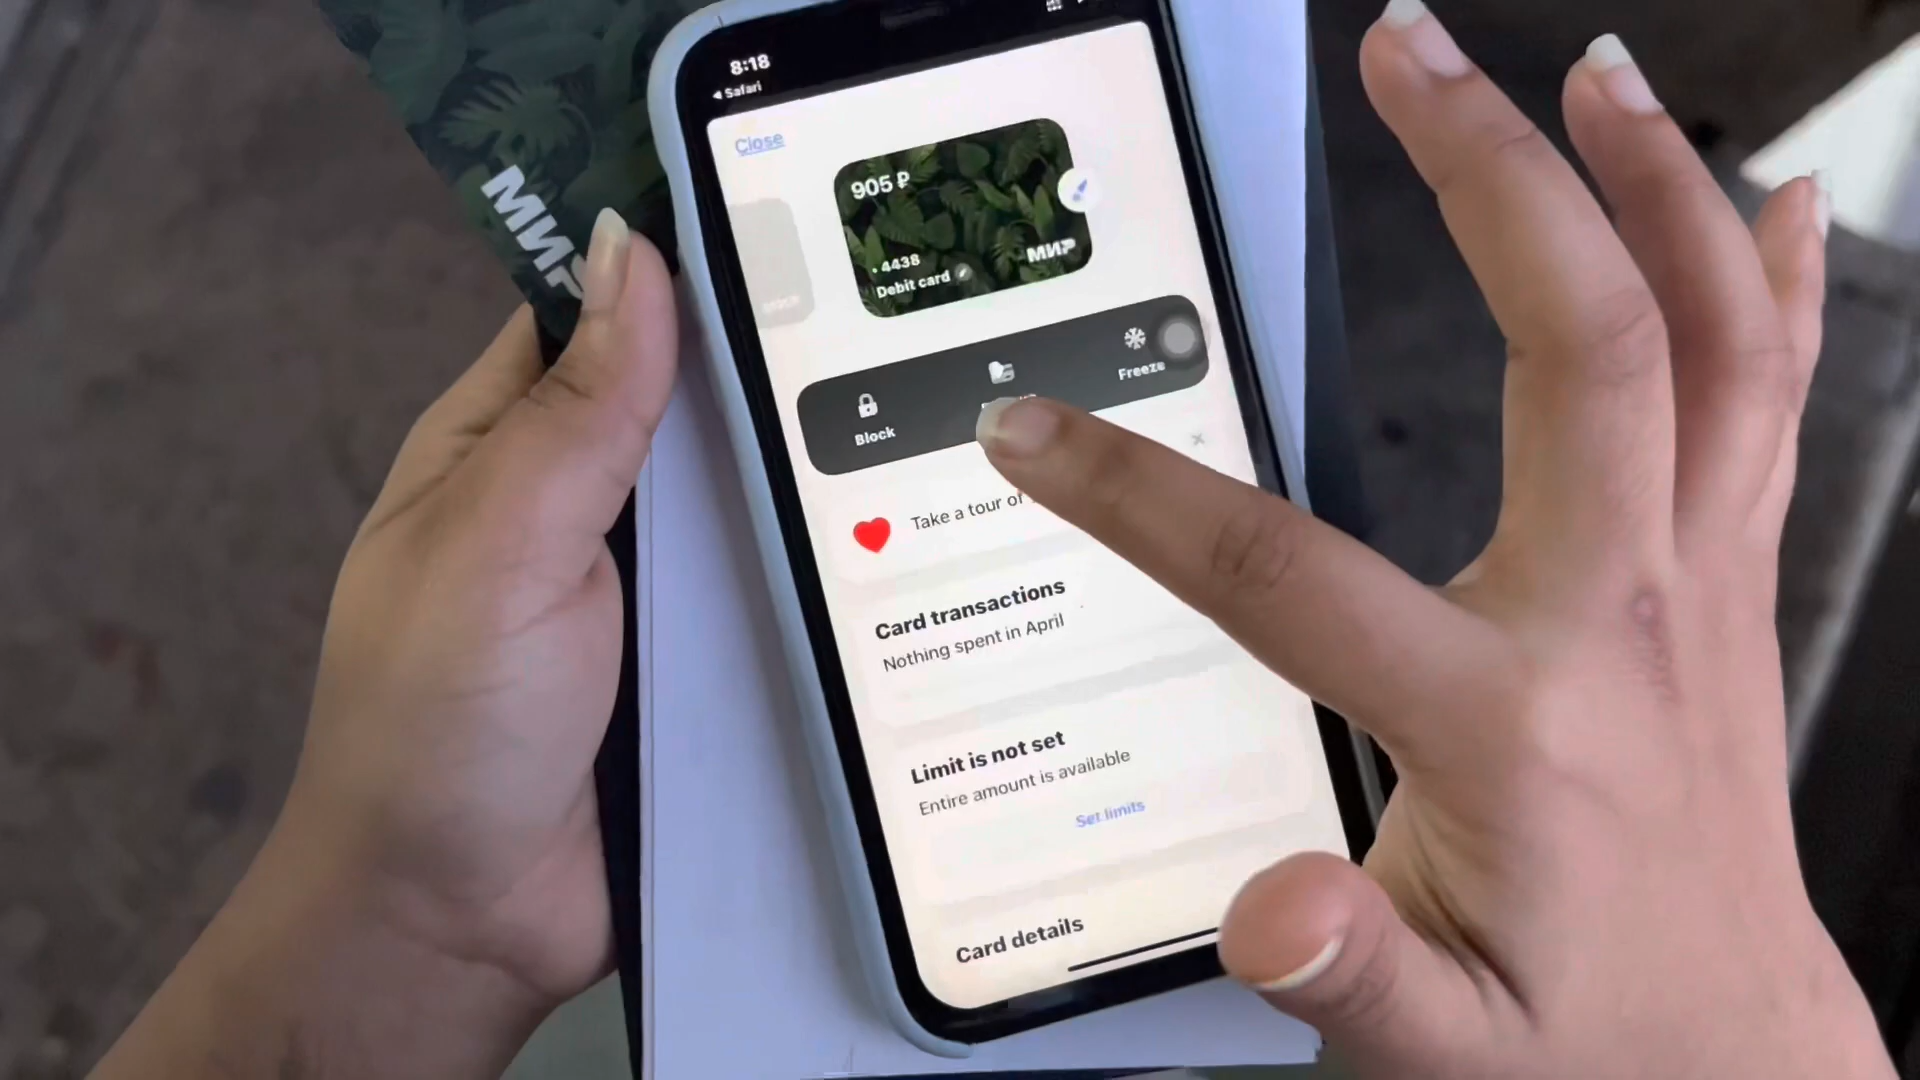 8:18
◀ Safari
Close
905 ₽
МИР
• 4438
МИР
Debit card
Freeze
Block
Take a tour of
Card transactions
Nothing spent in April
Limit is not set
Entire amount is available
Set limits
Card details